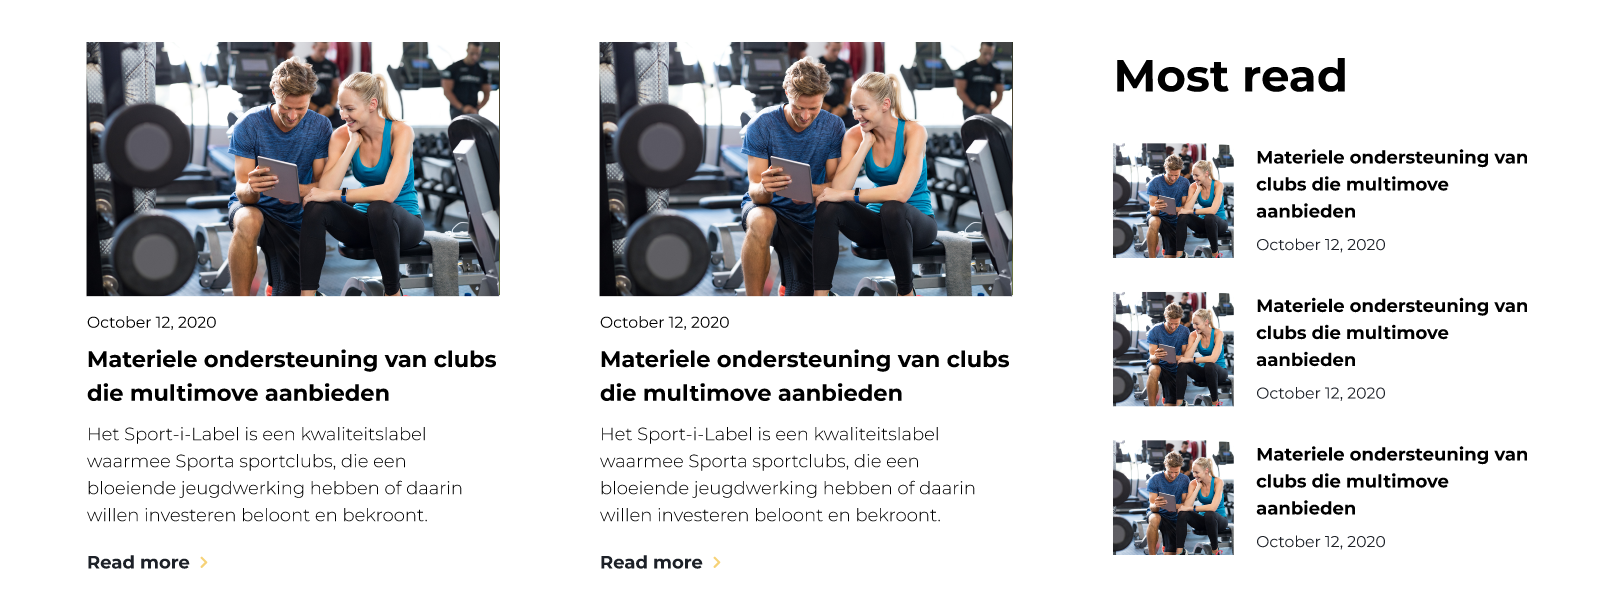 October 12, 2020
Materiele ondersteuning van clubs
die multimove aanbieden
Het Sport-i-Label is een kwaliteitslabel
waarmee Sporta sportclubs, die een
bloeiende jeugdwerking hebben of daarin
willen investeren beloont en bekroont.
Read more
October 12, 2020
Materiele ondersteuning van clubs
die multimove aanbieden
Het Sport-i-Label is een kwaliteitslabel
waarmee Sporta sportclubs, die een
bloeiende jeugdwerking hebben of daarin
willen investeren beloont en bekroont.
Read more
Most read
Materiele ondersteuning van
clubs die multimove
aanbieden
October 12, 2020
Materiele ondersteuning van
clubs die multimove
aanbieden
October 12, 2020
Materiele ondersteuning van
clubs die multimove
aanbieden
October 12, 2020